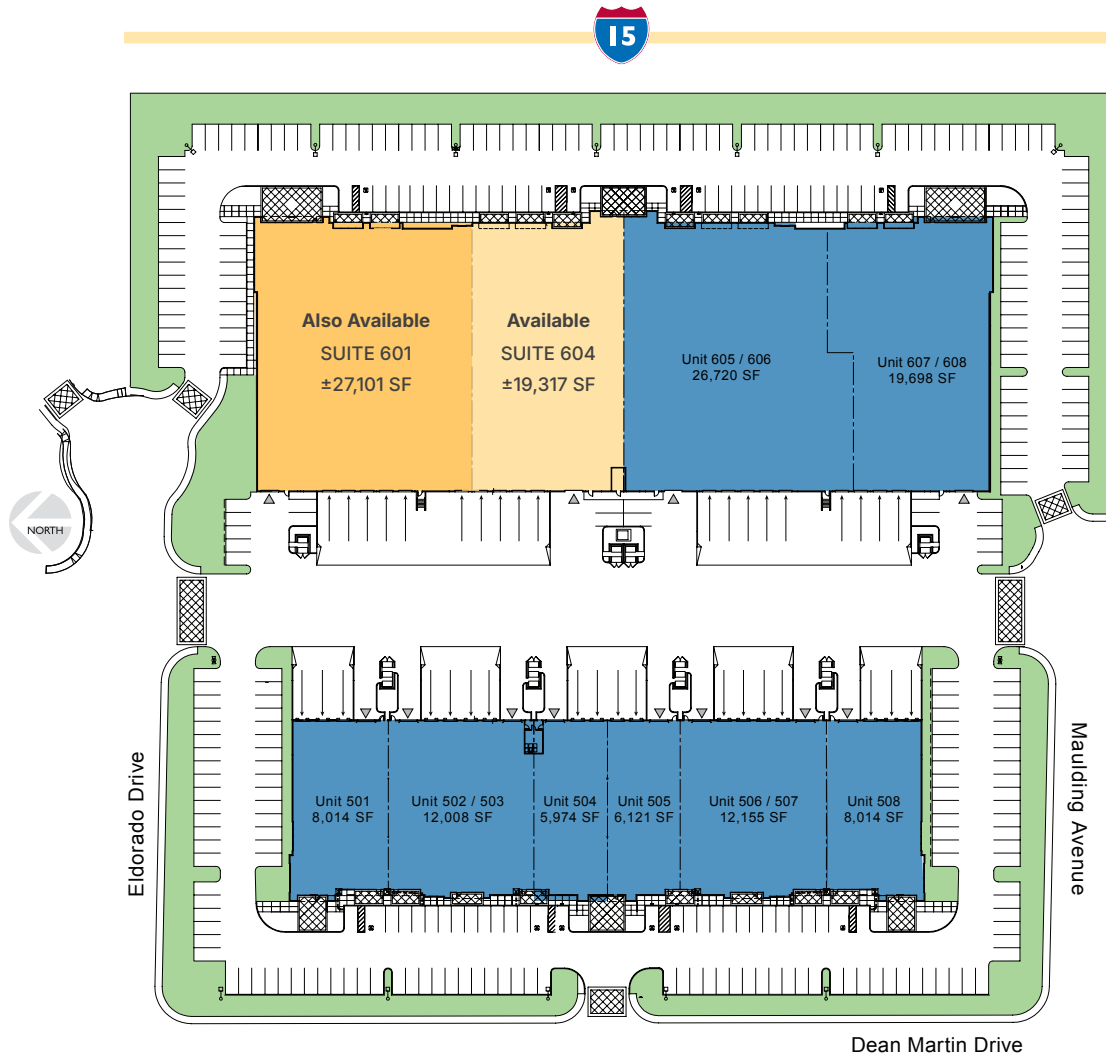 15
Also Available
SUITE 601
±27,101 SF
Available
SUITE 604
±19,317 SF
Unit 605 / 606
26,720 SF
Unit 607 / 608
19,698 SF
NORTH
Unit 501
8,014 SF
Unit 502 / 503
12,008 SF
Unit 504
5,974 SF
Unit 505
6,121 SF
Unit 506 / 507
12,155 SF
Unit 508
8,014 SF
Eldorado Drive
Maulding Avenue
Dean Martin Drive